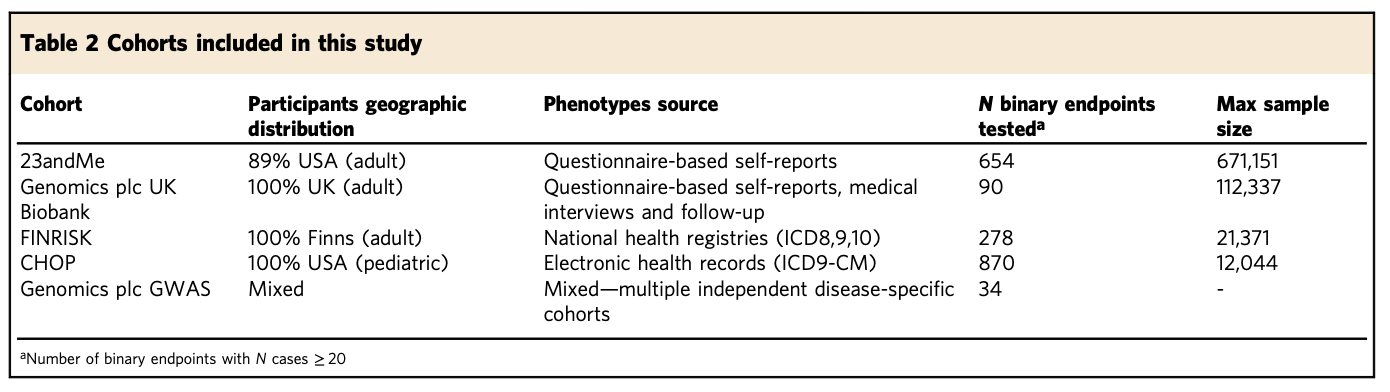 Table 2 Cohorts included in this study
Cohort Participants geographic Phenotypes source N binary endpoints Max sample
distribution testedᵃ size
23andMe 89% USA (adult) Questionnaire-based self-reports 654 671,151
Genomics plc UK 100% UK (adult) Questionnaire-based self-reports, medical 90 112,337
Biobank interviews and follow-up
FINRISK 100% Finns (adult) National health registries (ICD8,9,10) 278 21,371
CHOP 100% USA (pediatric) Electronic health records (ICD9-CM) 870 12,044
Genomics plc GWAS Mixed Mixed—multiple independent disease-specific 34 -
cohorts
ᵃNumber of binary endpoints with N cases ≥ 20